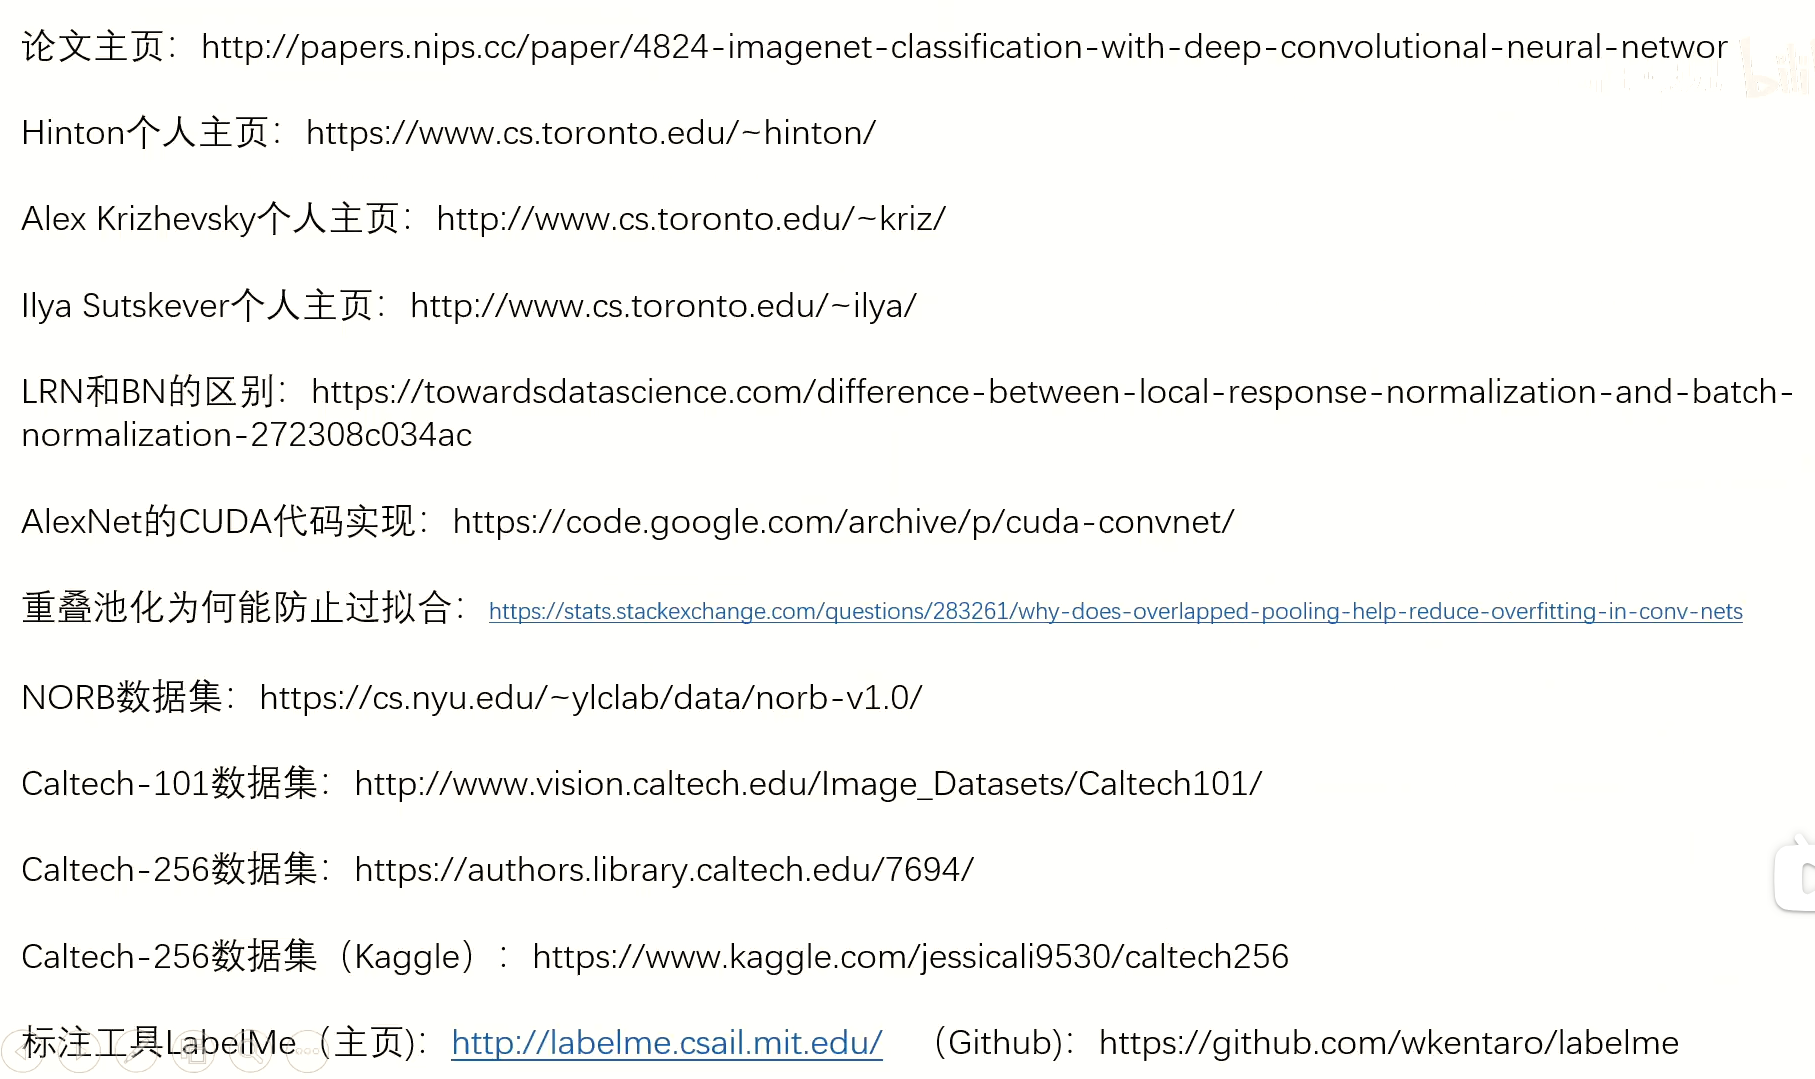 论文主页：http://papers.nips.cc/paper/4824-imagenet-classification-with-deep-convolutional-neural-networ
Hinton个人主页：https://www.cs.toronto.edu/~hinton/
Alex Krizhevsky个人主页：http://www.cs.toronto.edu/~kriz/
Ilya Sutskever个人主页：http://www.cs.toronto.edu/~ilya/
LRN和BN的区别：https://towardsdatascience.com/difference-between-local-response-normalization-and-batch-
normalization-272308c034ac
AlexNet的CUDA代码实现：https://code.google.com/archive/p/cuda-convnet/
重叠池化为何能防止过拟合：https://stats.stackexchange.com/questions/283261/why-does-overlapped-pooling-help-reduce-overfitting-in-conv-nets
NORB数据集：https://cs.nyu.edu/~ylclab/data/norb-v1.0/
Caltech-101数据集：http://www.vision.caltech.edu/Image_Datasets/Caltech101/
Caltech-256数据集：https://authors.library.caltech.edu/7694/
Caltech-256数据集（Kaggle）：https://www.kaggle.com/jessicali9530/caltech256
标注工具LabelMe（主页)：http://labelme.csail.mit.edu/ （Github)：https://github.com/wkentaro/labelme